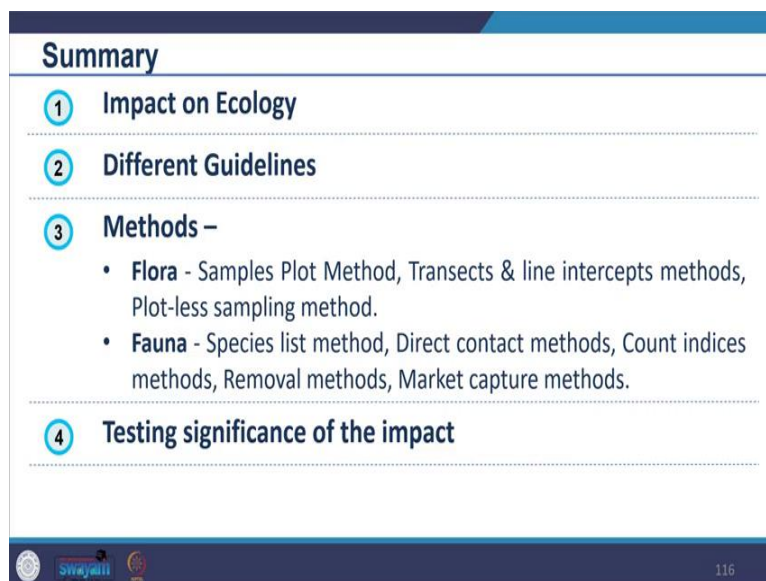 Summary
1 Impact on Ecology
2 Different Guidelines
3 Methods –
• Flora - Samples Plot Method, Transects & line intercepts methods,
Plot-less sampling method.
• Fauna - Species list method, Direct contact methods, Count indices
methods, Removal methods, Market capture methods.
4 Testing significance of the impact
swayam
116